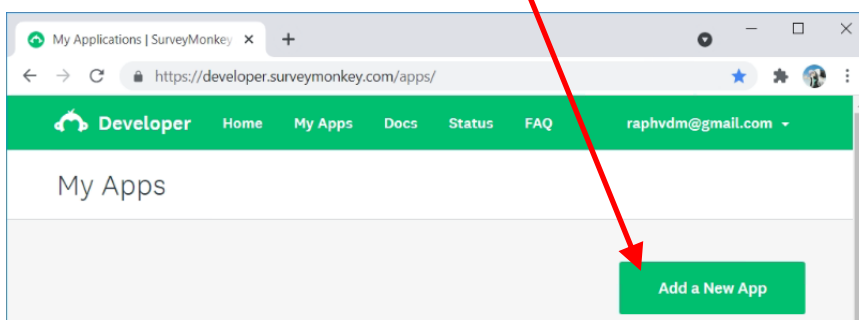 My Applications | SurveyMonkey
https://developer.surveymonkey.com/apps/
Developer Home My Apps Docs Status FAQ raphvdm@gmail.com
My Apps
Add a New App